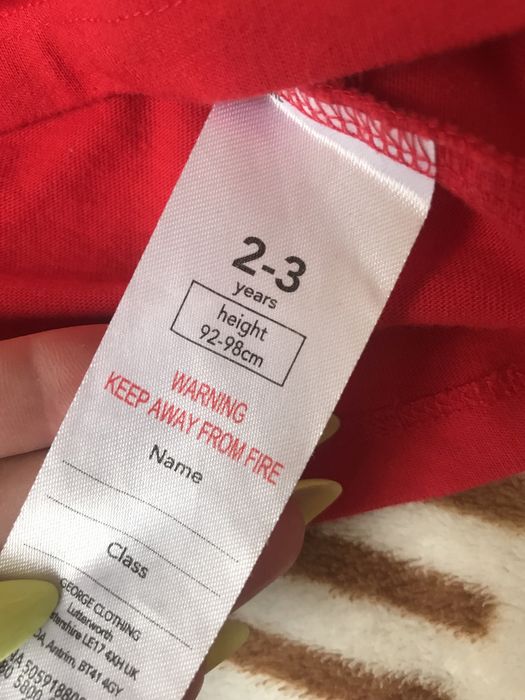 2-3
years
height
92-98cm
WARNING
KEEP AWAY FROM FIRE
Name
Class
GEORGE CLOTHING
Lutterworth
LE17 4XH UK
Antrim, BT41 4GY